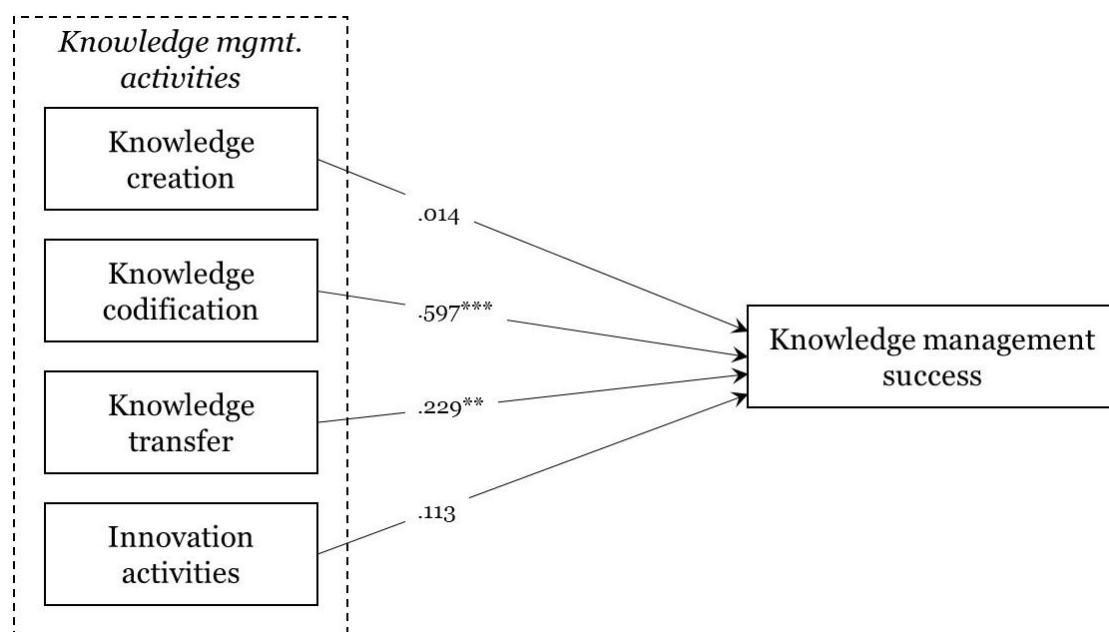 Knowledge mgmt.
activities
Knowledge
creation
.014
Knowledge
codification
.597***
Knowledge management
success
Knowledge
transfer
.229**
Innovation
activities
.113